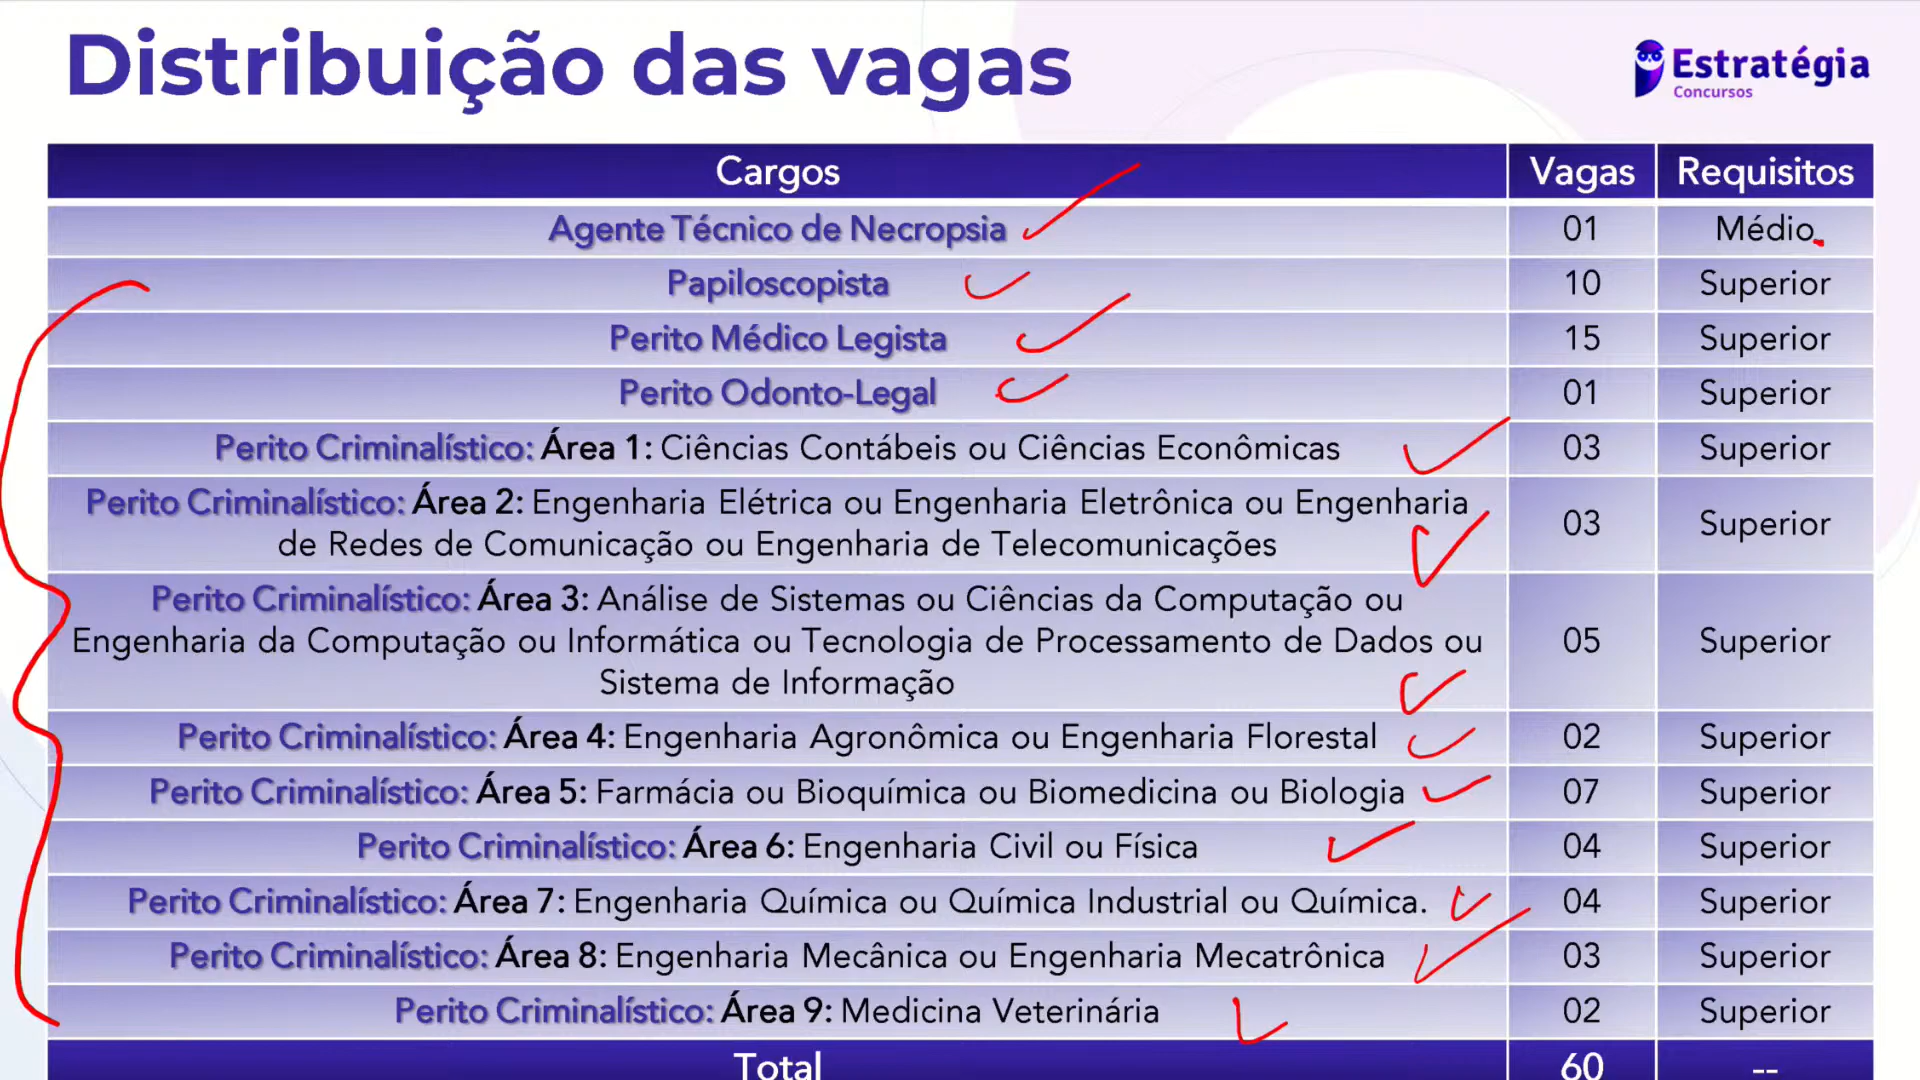 Distribuição das vagas
Estratégia
Concursos
Cargos Vagas Requisitos
Agente Técnico de Necropsia 01 Médio
Papiloscopista 10 Superior
Perito Médico Legista 15 Superior
Perito Odonto-Legal 01 Superior
Perito Criminalístico: Área 1: Ciências Contábeis ou Ciências Econômicas 03 Superior
Perito Criminalístico: Área 2: Engenharia Elétrica ou Engenharia Eletrônica ou Engenharia
de Redes de Comunicação ou Engenharia de Telecomunicações 03 Superior
Perito Criminalístico: Área 3: Análise de Sistemas ou Ciências da Computação ou
Engenharia da Computação ou Informática ou Tecnologia de Processamento de Dados ou 05 Superior
Sistema de Informação
Perito Criminalístico: Área 4: Engenharia Agronômica ou Engenharia Florestal 02 Superior
Perito Criminalístico: Área 5: Farmácia ou Bioquímica ou Biomedicina ou Biologia 07 Superior
Perito Criminalístico: Área 6: Engenharia Civil ou Física 04 Superior
Perito Criminalístico: Área 7: Engenharia Química ou Química Industrial ou Química. 04 Superior
Perito Criminalístico: Área 8: Engenharia Mecânica ou Engenharia Mecatrônica 03 Superior
Perito Criminalístico: Área 9: Medicina Veterinária 02 Superior
Total 60 --